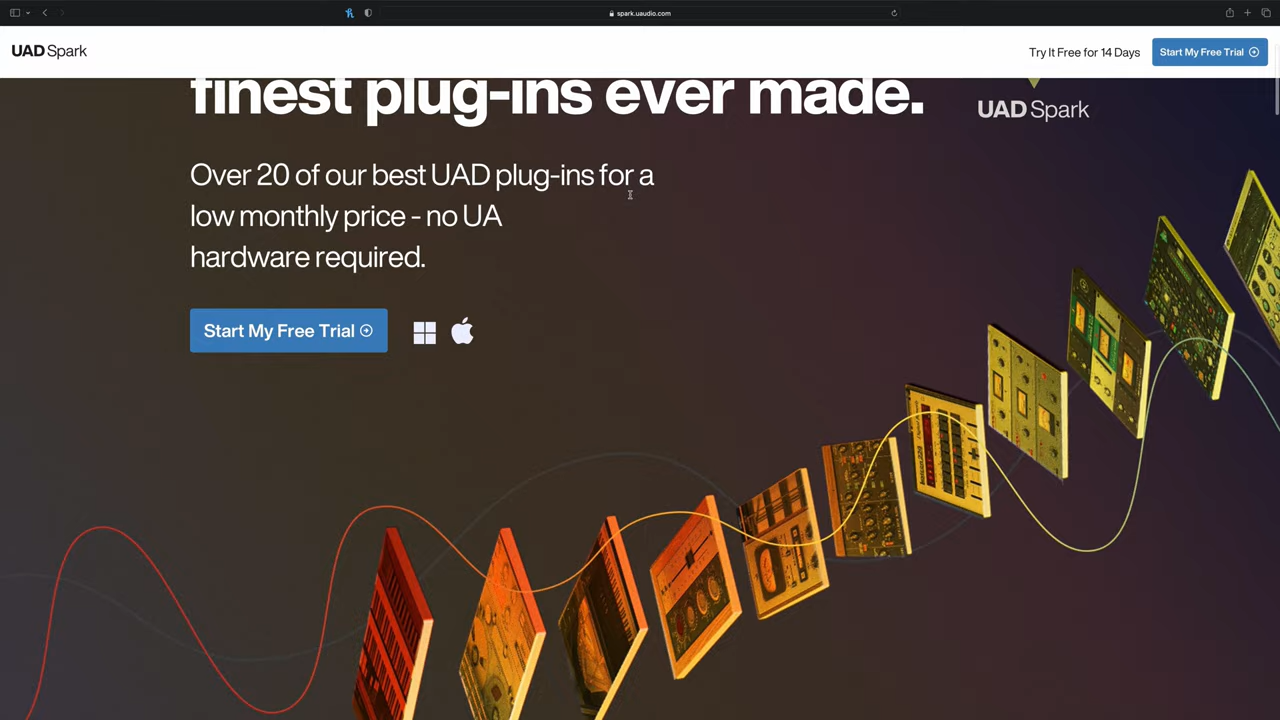 spark.uaudio.com
UAD Spark
Try It Free for 14 Days
Start My Free Trial
finest plug-ins ever made.
UAD Spark
Over 20 of our best UAD plug-ins for a
low monthly price - no UA
hardware required.
Start My Free Trial